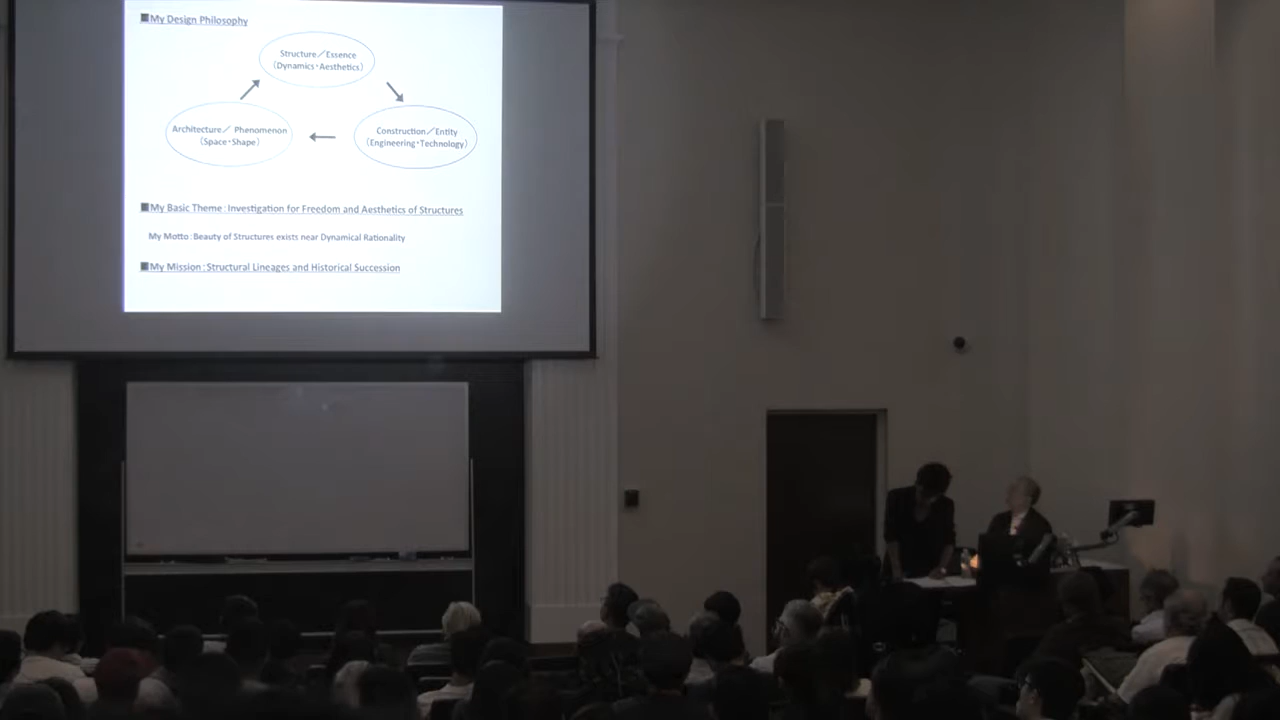 ■My Design Philosophy
Structure／Essence
(Dynamics・Aesthetics)
Architecture／ Phenomenon
(Space・Shape)
Construction／Entity
(Engineering・Technology)
■My Basic Theme：Investigation for Freedom and Aesthetics of Structures
My Motto：Beauty of Structures exists near Dynamical Rationality
■My Mission：Structural Lineages and Historical Succession